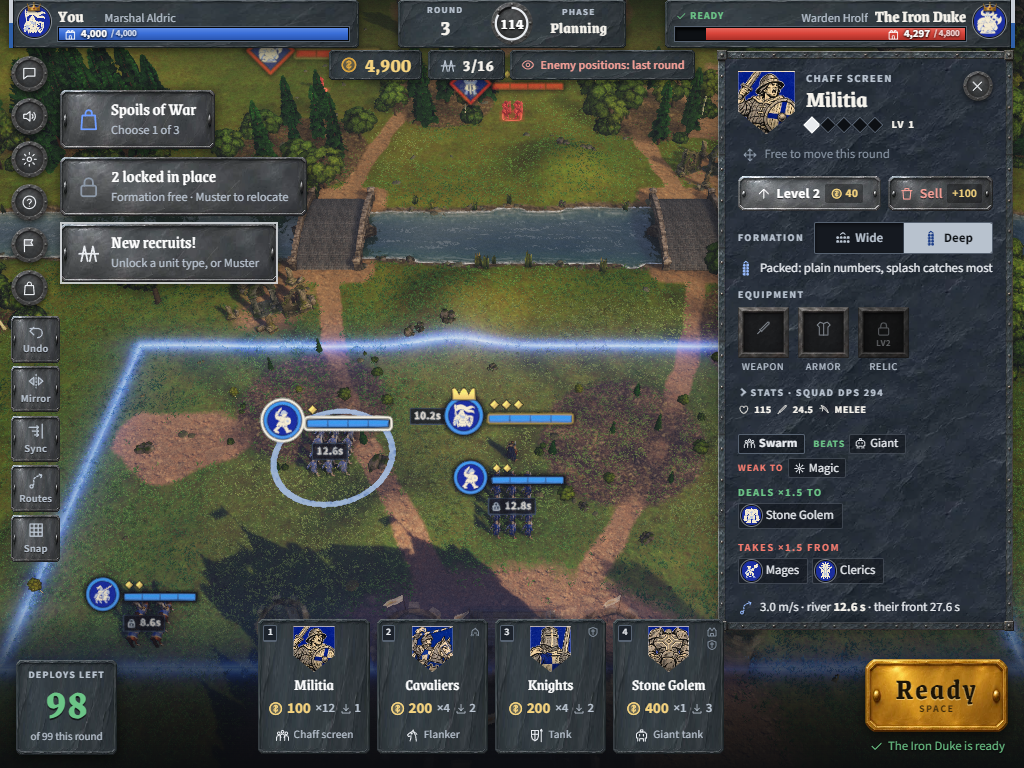 You
Marshal Aldric
4,000 / 4,000
ROUND
3
114
PHASE
Planning
READY
Warden Hrolf
The Iron Duke
4,297 / 4,800
4,900
3/16
Enemy positions: last round
Spoils of War
Choose 1 of 3
2 locked in place
Formation free · Muster to relocate
New recruits!
Unlock a unit type, or Muster
Undo
Mirror
Sync
Routes
Snap
12.6s
10.2s
12.8s
8.6s
CHAFF SCREEN
Militia
LV 1
Free to move this round
Level 2
40
Sell
+100
FORMATION
Wide
Deep
Packed: plain numbers, splash catches most
EQUIPMENT
LV2
WEAPON
ARMOR
RELIC
STATS · SQUAD DPS 294
115
24.5
MELEE
Swarm
BEATS
Giant
WEAK TO
Magic
DEALS ×1.5 TO
Stone Golem
TAKES ×1.5 FROM
Mages
Clerics
3.0 m/s · river 12.6 s · their front 27.6 s
DEPLOYS LEFT
98
of 99 this round
1
Militia
100 ×12 1
Chaff screen
2
Cavaliers
200 ×4 2
Flanker
3
Knights
200 ×4 2
Tank
4
Stone Golem
400 ×1 3
Giant tank
Ready
SPACE
The Iron Duke is ready